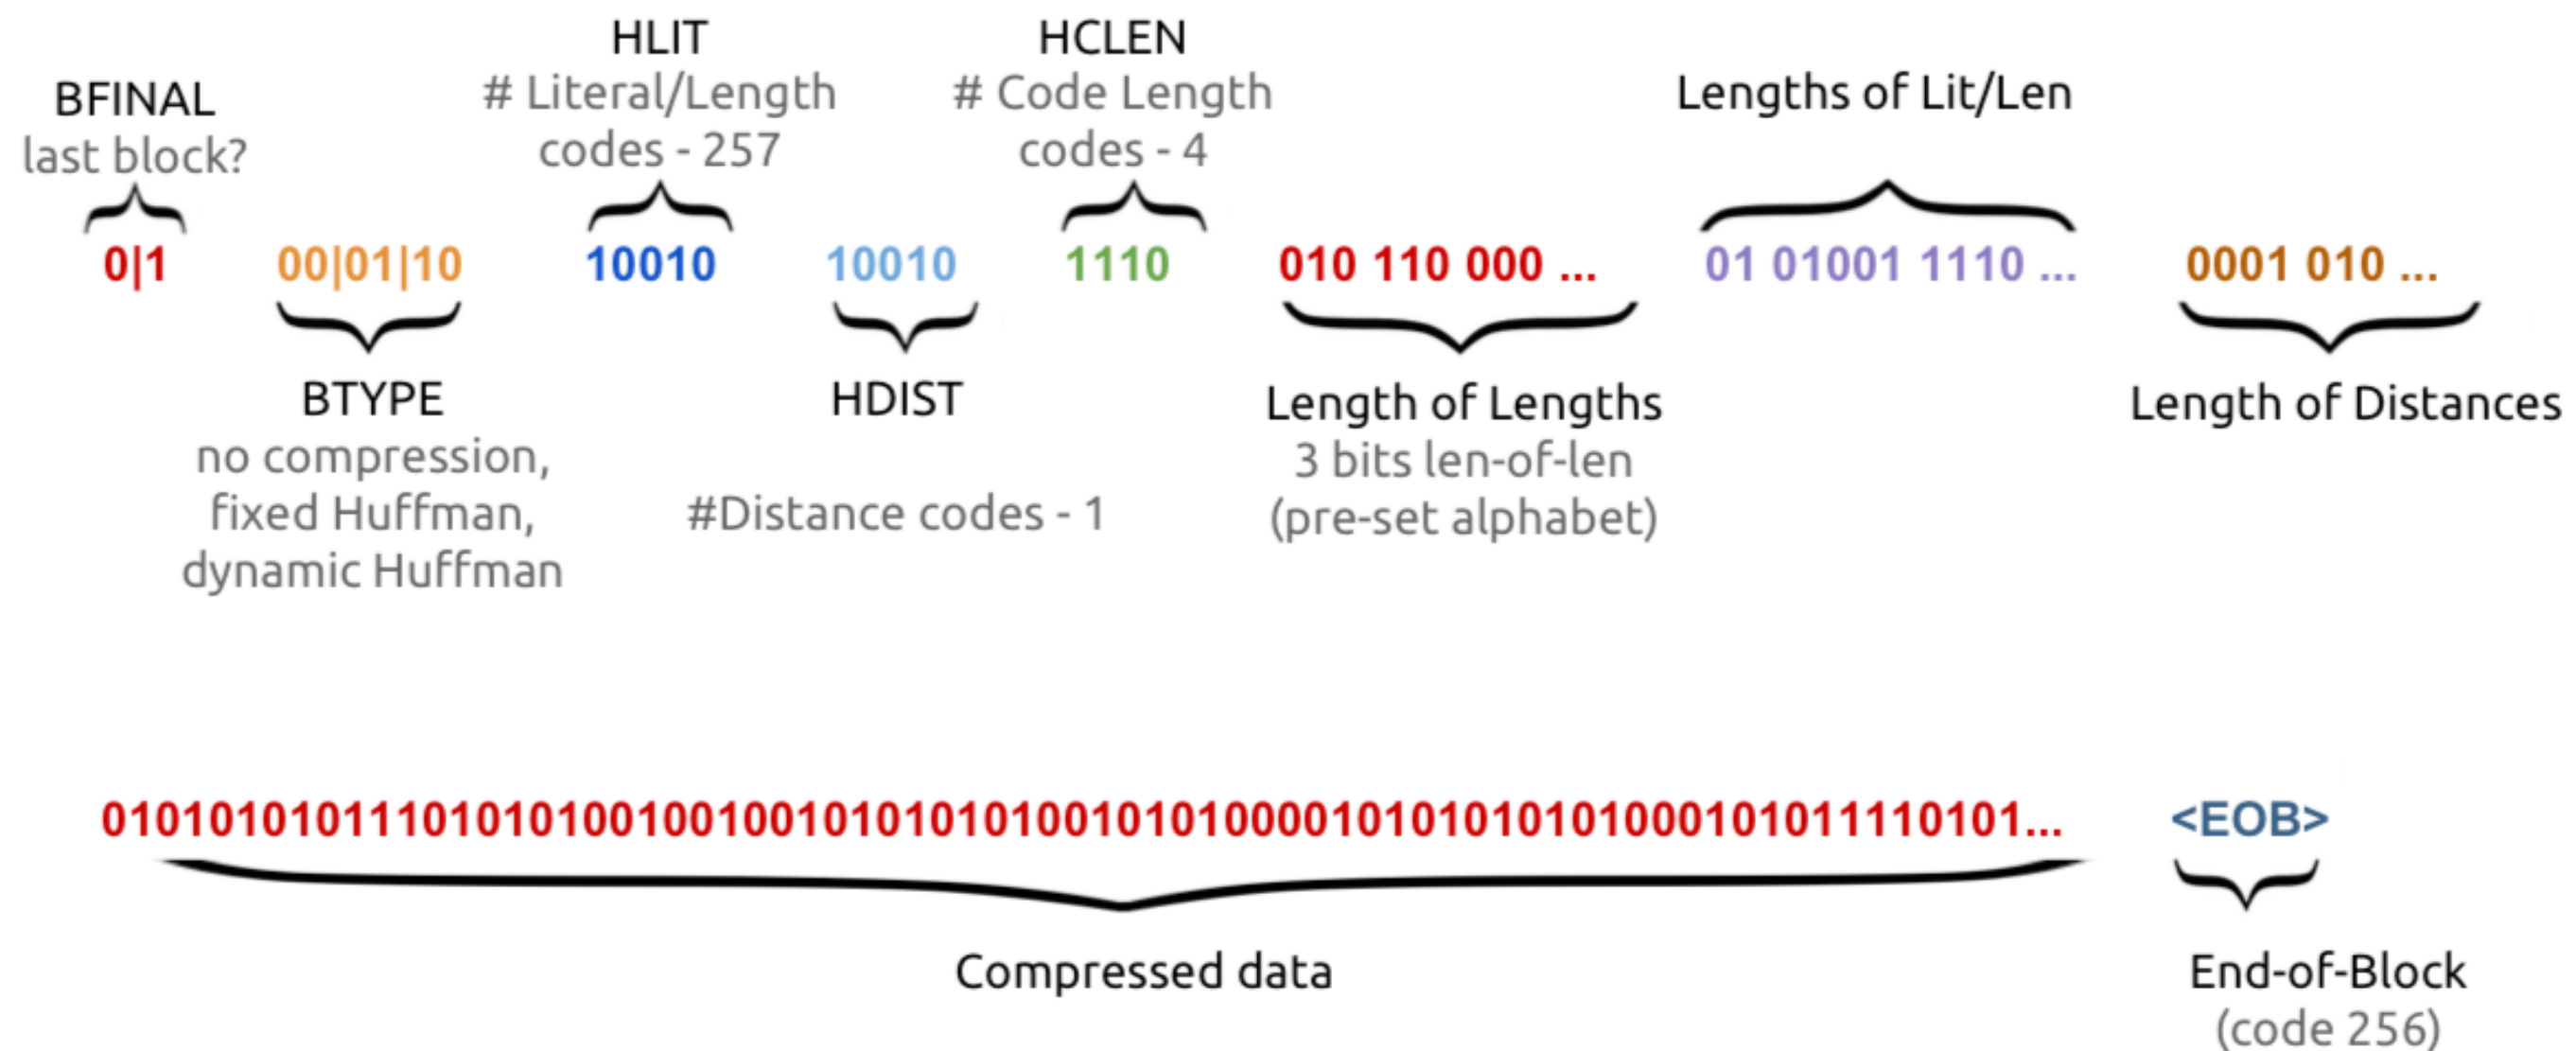 BFINAL
last block?
HLIT
# Literal/Length
codes - 257
HCLEN
# Code Length
codes - 4
Lengths of Lit/Len
0|1
00|01|10
10010
10010
1110
010 110 000 ...
01 01001 1110 ...
0001 010 ...
BTYPE
no compression,
fixed Huffman,
dynamic Huffman
HDIST
#Distance codes - 1
Length of Lengths
3 bits len-of-len
(pre-set alphabet)
Length of Distances
0101010101110101010100100100101010101010010101000010101010101000101011110101...
<EOB>
Compressed data
End-of-Block
(code 256)